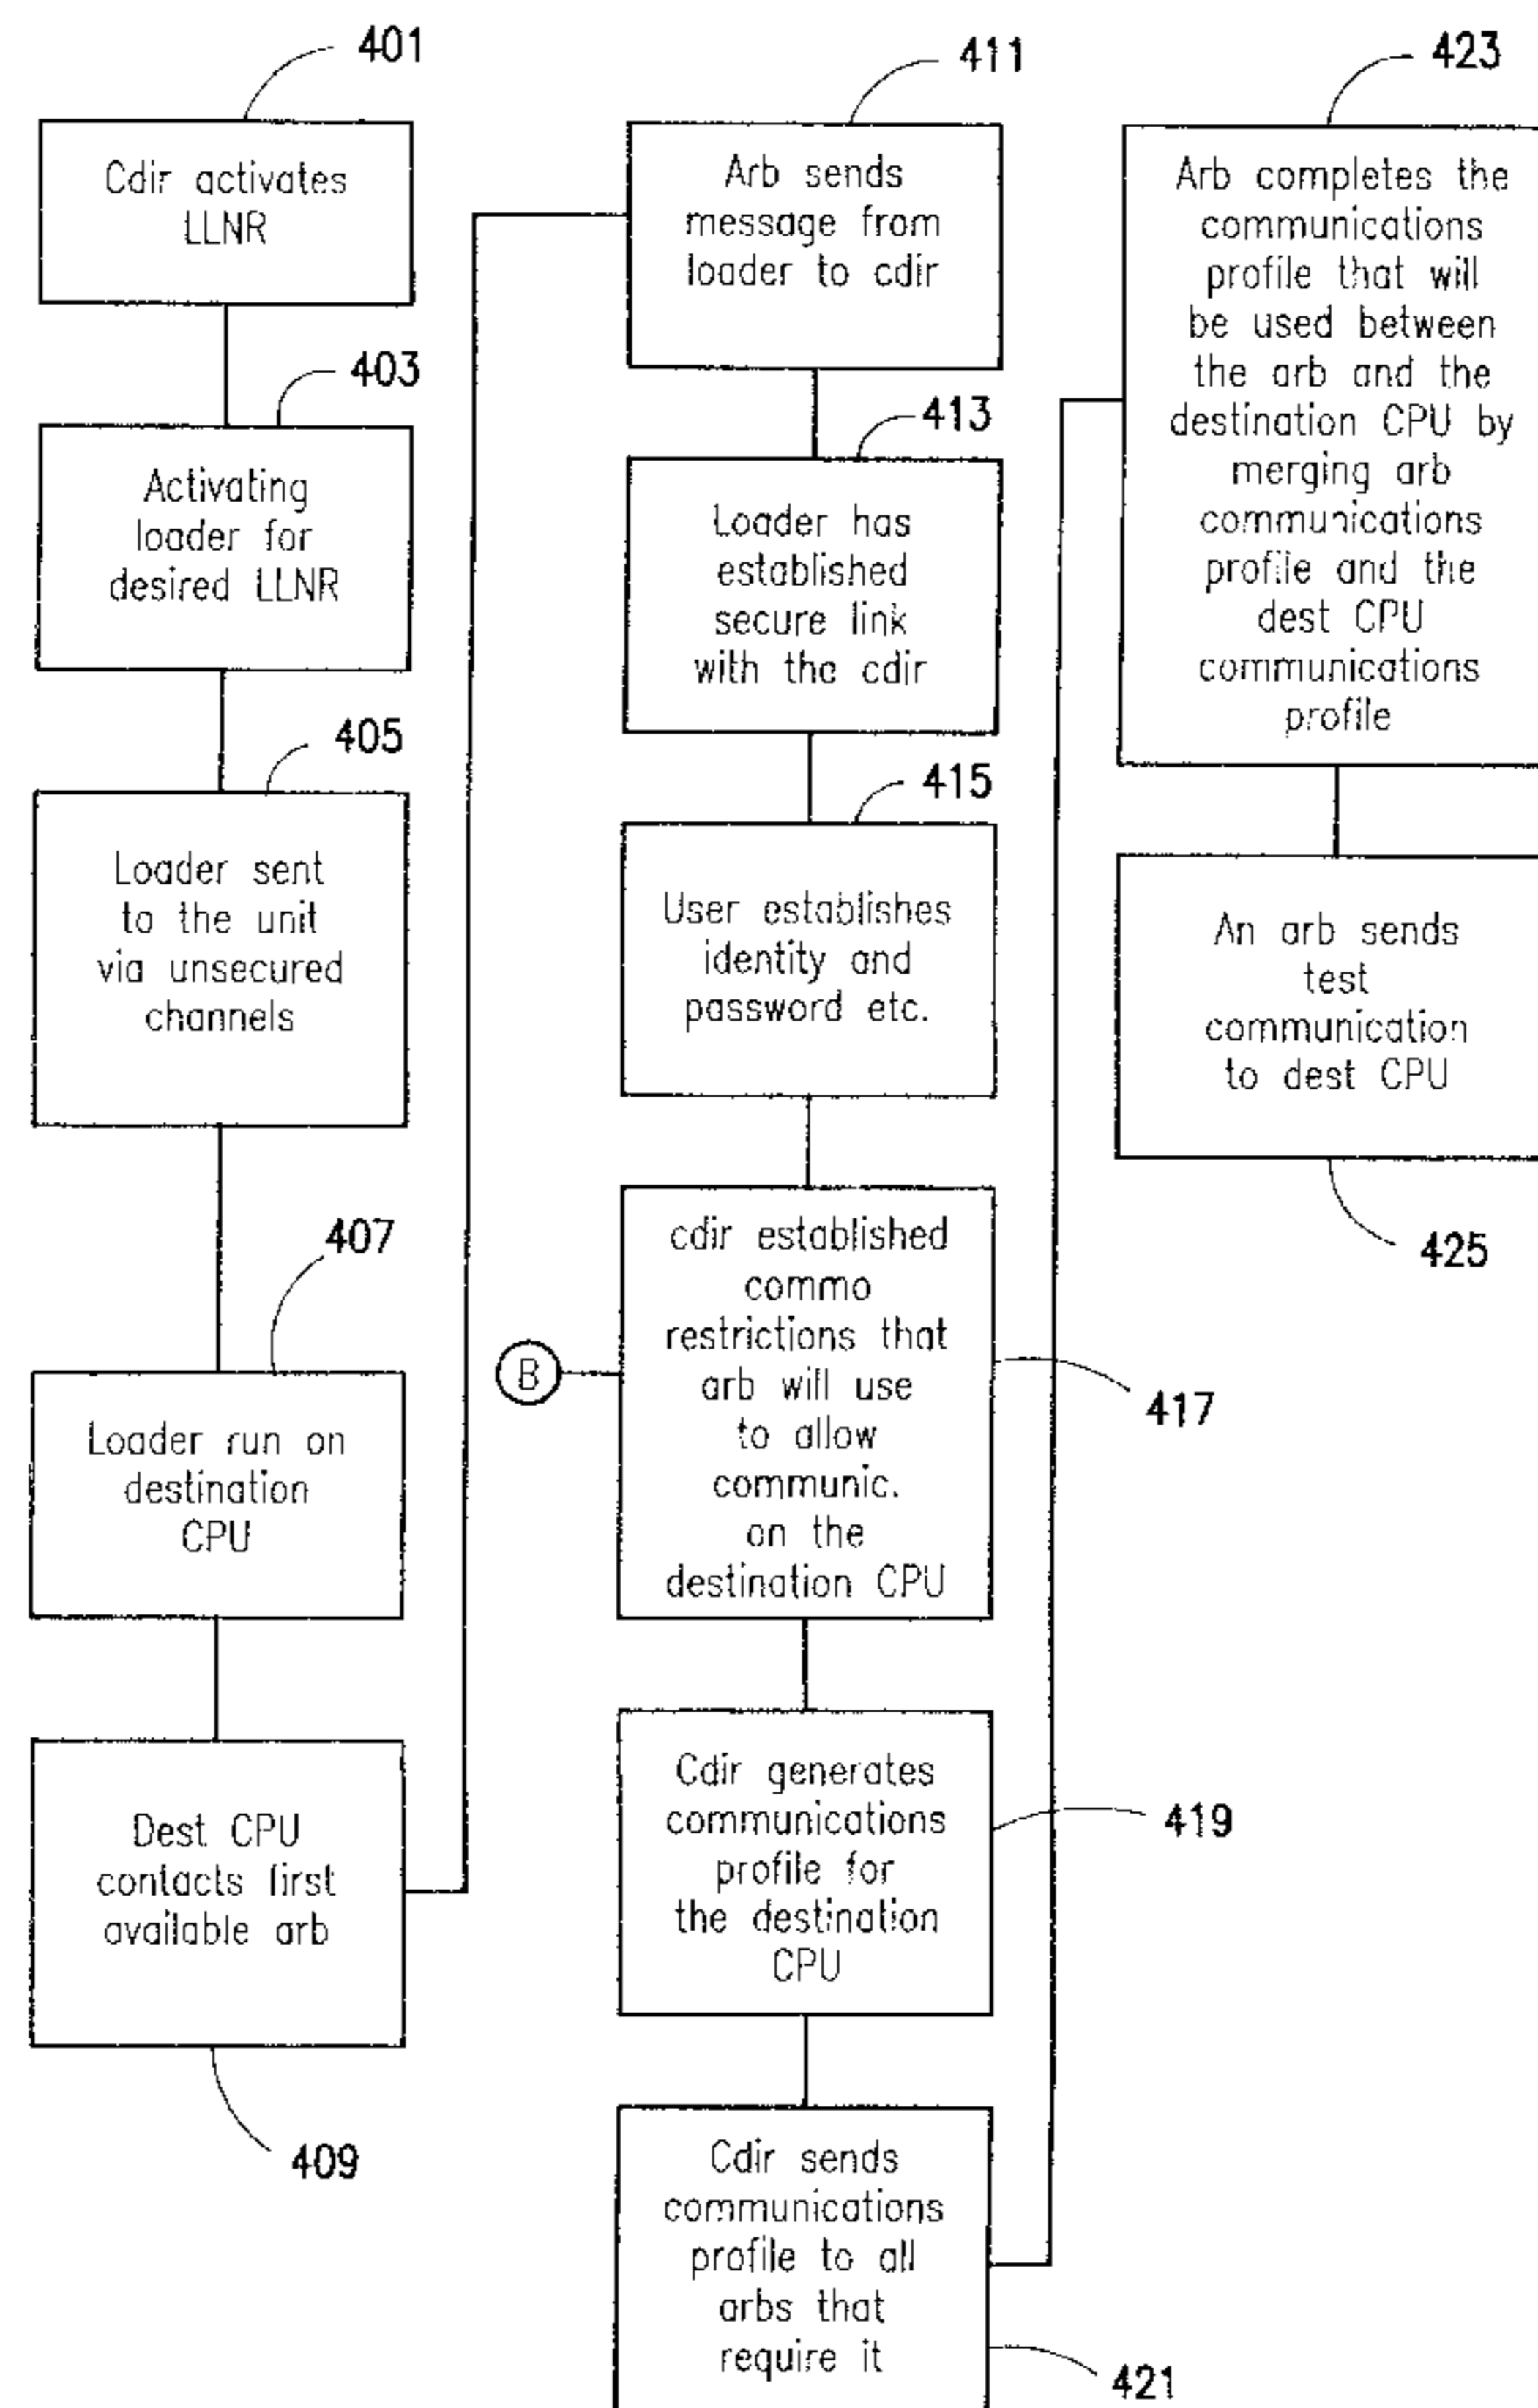 401
Cdir activates
LLNR
403
Activating
loader for
desired LLNR
405
Loader sent
to the unit
via unsecured
channels
407
Loader run on
destination
CPU
Dest CPU
contacts first
available arb
409
411
Arb sends
message from
loader to cdir
413
Loader has
established
secure link
with the cdir
415
User establishes
identity and
password etc.
B
cdir established
commo
restrictions that
arb will use
to allow
communic.
on the
destination CPU
417
Cdir generates
communications
profile for
the destination
CPU
419
Cdir sends
communications
profile to all
arbs that
require it
421
423
Arb completes the
communications
profile that will
be used between
the arb and the
destination CPU by
merging arb
communications
profile and the
dest CPU
communications
profile
An arb sends
test
communication
to dest CPU
425